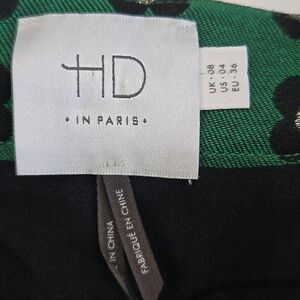 HD
• IN PARIS •
UK • 08
US • 04
EU • 36
IN CHINA
FABRIQUÉ EN CHINE